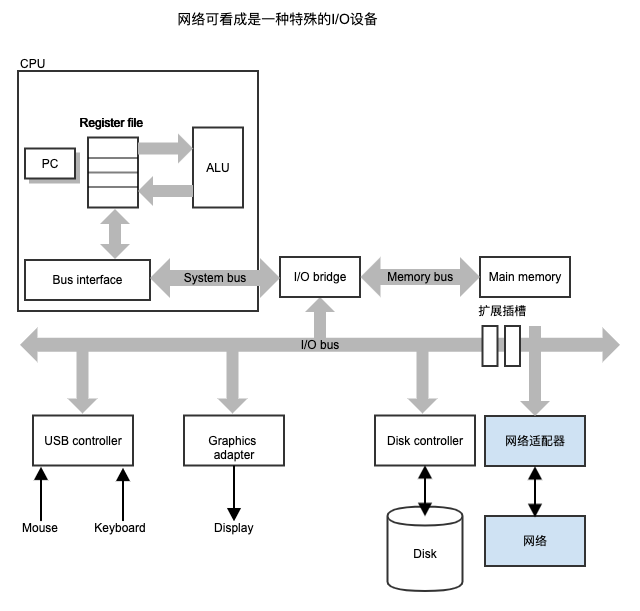 网络可看成是一种特殊的I/O设备
CPU
Register file
PC
ALU
Bus interface
System bus
I/O bridge
Memory bus
Main memory
扩展插槽
I/O bus
USB controller
Graphics
adapter
Disk controller
网络适配器
Mouse
Keyboard
Display
Disk
网络